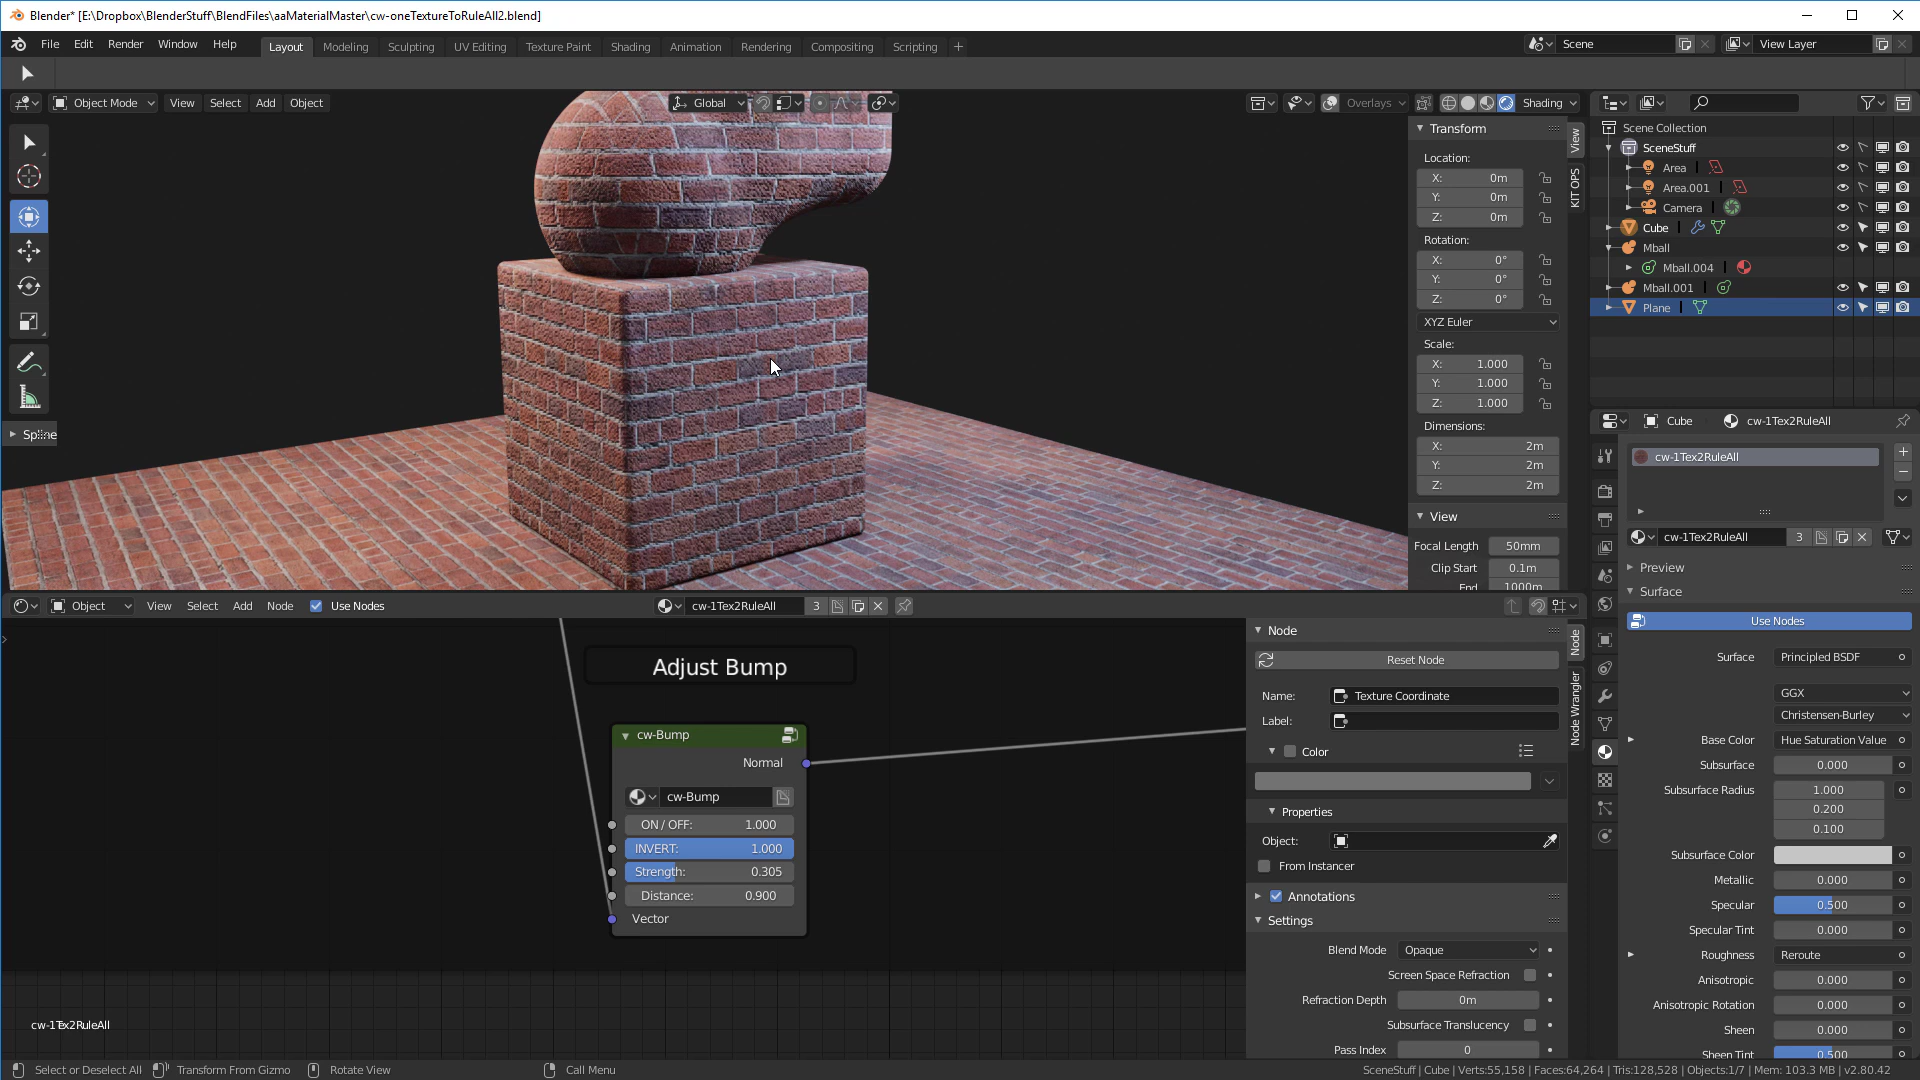 Blender* [E:\Dropbox\BlenderStuff\BlendFiles\aaMaterialMaster\cw-oneTextureToRuleAll2.blend]
File Edit Render Window Help Layout Modeling Sculpting UV Editing Texture Paint Shading Animation Rendering Compositing Scripting + Scene View Layer
Object Mode View Select Add Object Global Overlays Shading
Transform
Location:
X: 0m
Y: 0m
Z: 0m
Rotation:
X: 0°
Y: 0°
Z: 0°
XYZ Euler
Scale:
X: 1.000
Y: 1.000
Z: 1.000
Dimensions:
X: 2m
Y: 2m
Z: 2m
View
Focal Length 50mm
Clip Start 0.1m
End 1000m
View
KIT OPS
Scene Collection
SceneStuff
Area
Area.001
Camera
Cube
Mball
Mball.004
Mball.001
Plane
Cube cw-1Tex2RuleAll
cw-1Tex2RuleAll
cw-1Tex2RuleAll 3
Preview
Surface
Use Nodes
Surface Principled BSDF
GGX
Christensen-Burley
Base Color Hue Saturation Value
Subsurface 0.000
Subsurface Radius 1.000
0.200
0.100
Subsurface Color
Metallic 0.000
Specular 0.500
Specular Tint 0.000
Roughness Reroute
Anisotropic 0.000
Anisotropic Rotation 0.000
Sheen 0.000
Sheen Tint 0.500
Object View Select Add Node Use Nodes cw-1Tex2RuleAll 3
Adjust Bump
cw-Bump
Normal
cw-Bump
ON / OFF: 1.000
INVERT: 1.000
Strength: 0.305
Distance: 0.900
Vector
cw-1Tex2RuleAll
Node
Reset Node
Name: Texture Coordinate
Label:
Color
Properties
Object:
From Instancer
Annotations
Settings
Blend Mode Opaque
Screen Space Refraction
Refraction Depth 0m
Subsurface Translucency
Pass Index 0
Node
Node Wrangler
Select or Deselect All Transform From Gizmo Rotate View Call Menu SceneStuff | Cube | Verts:55,158 | Faces:64,264 | Tris:128,528 | Objects:1/7 | Mem: 103.3 MB | v2.80.42